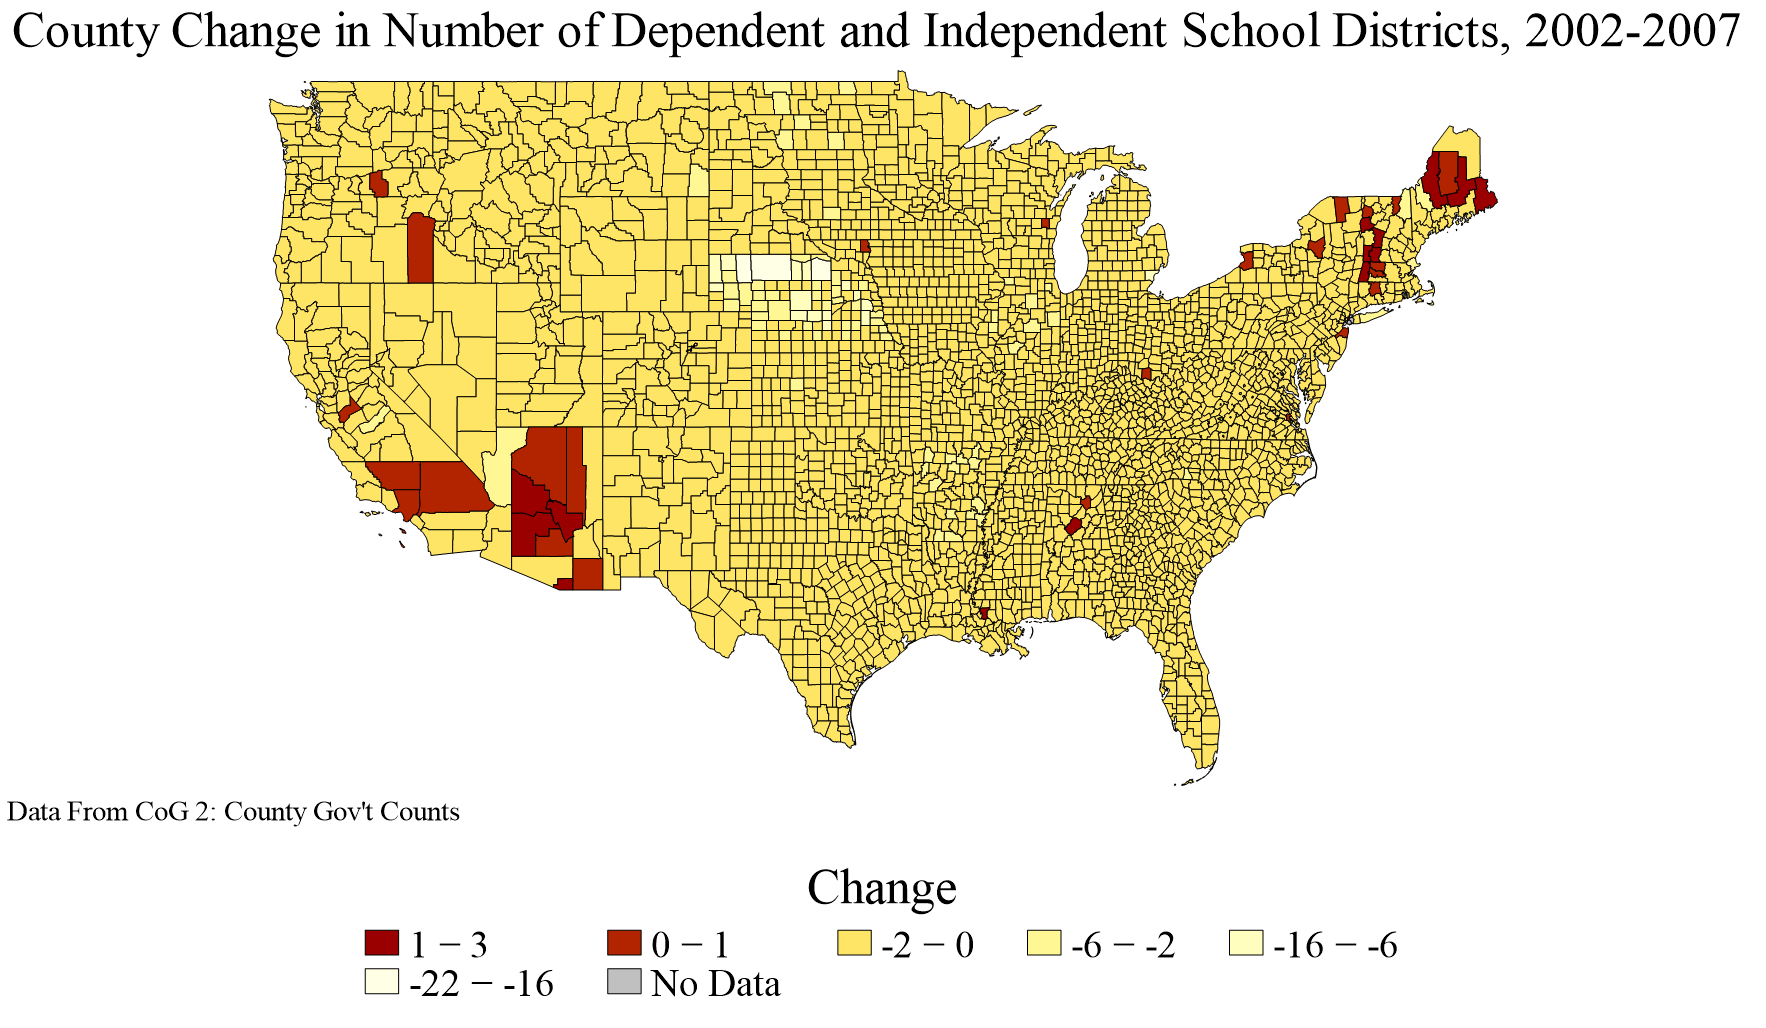 County Change in Number of Dependent and Independent School Districts, 2002-2007
Data From CoG 2: County Gov't Counts
Change
1 − 3 0 − 1 -2 − 0 -6 − -2 -16 − -6
-22 − -16 No Data